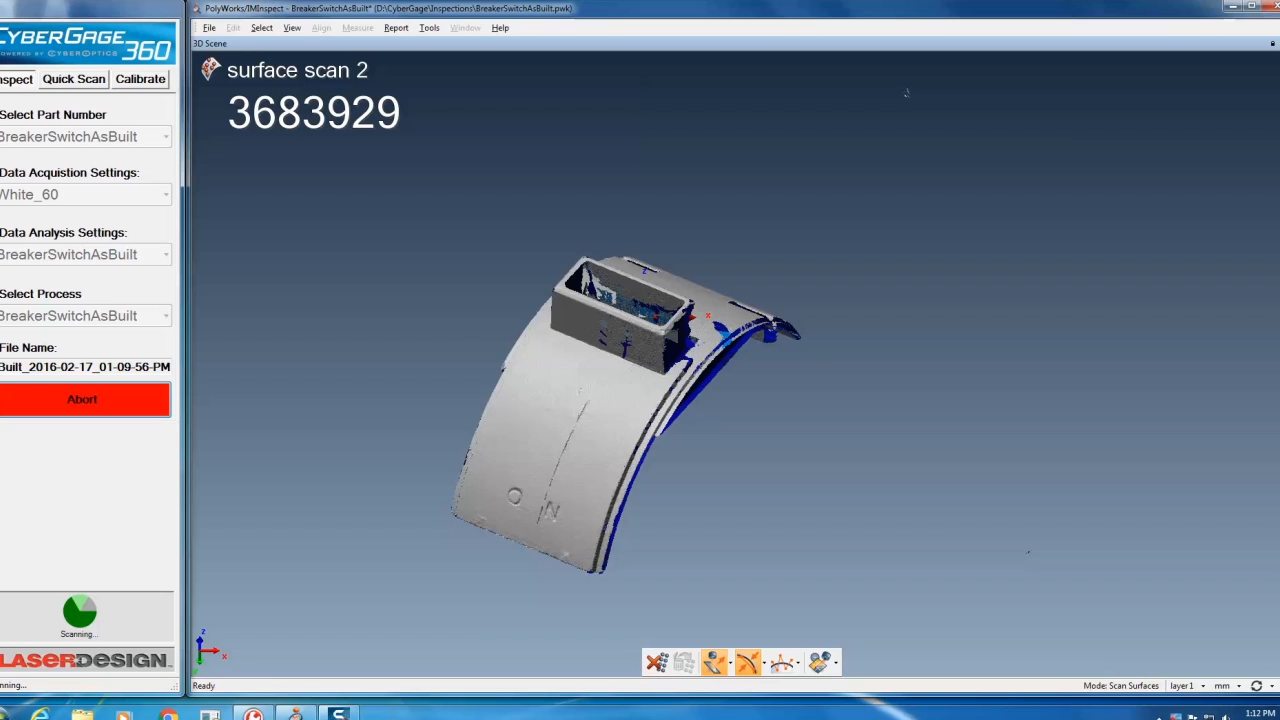 PolyWorks/IMInspect - BreakerSwitchAsBuilt* (D:\CyberGage\Inspections\BreakerSwitchAsBuilt.pwk)
CYBERGAGE
POWERED BY CYBEROPTICS 360
File Edit Select View Align Measure Report Tools Window Help
3D Scene
nspect Quick Scan Calibrate
surface scan 2
3683929
Select Part Number
BreakerSwitchAsBuilt
Data Acquistion Settings:
White_60
Data Analysis Settings:
BreakerSwitchAsBuilt
Select Process
BreakerSwitchAsBuilt
File Name:
Built_2016-02-17_01-09-56-PM
Abort
z
x
O N
Scanning...
LASERDESIGN
z
x
nning...
Ready
Mode: Scan Surfaces layer1 mm
1:12 PM